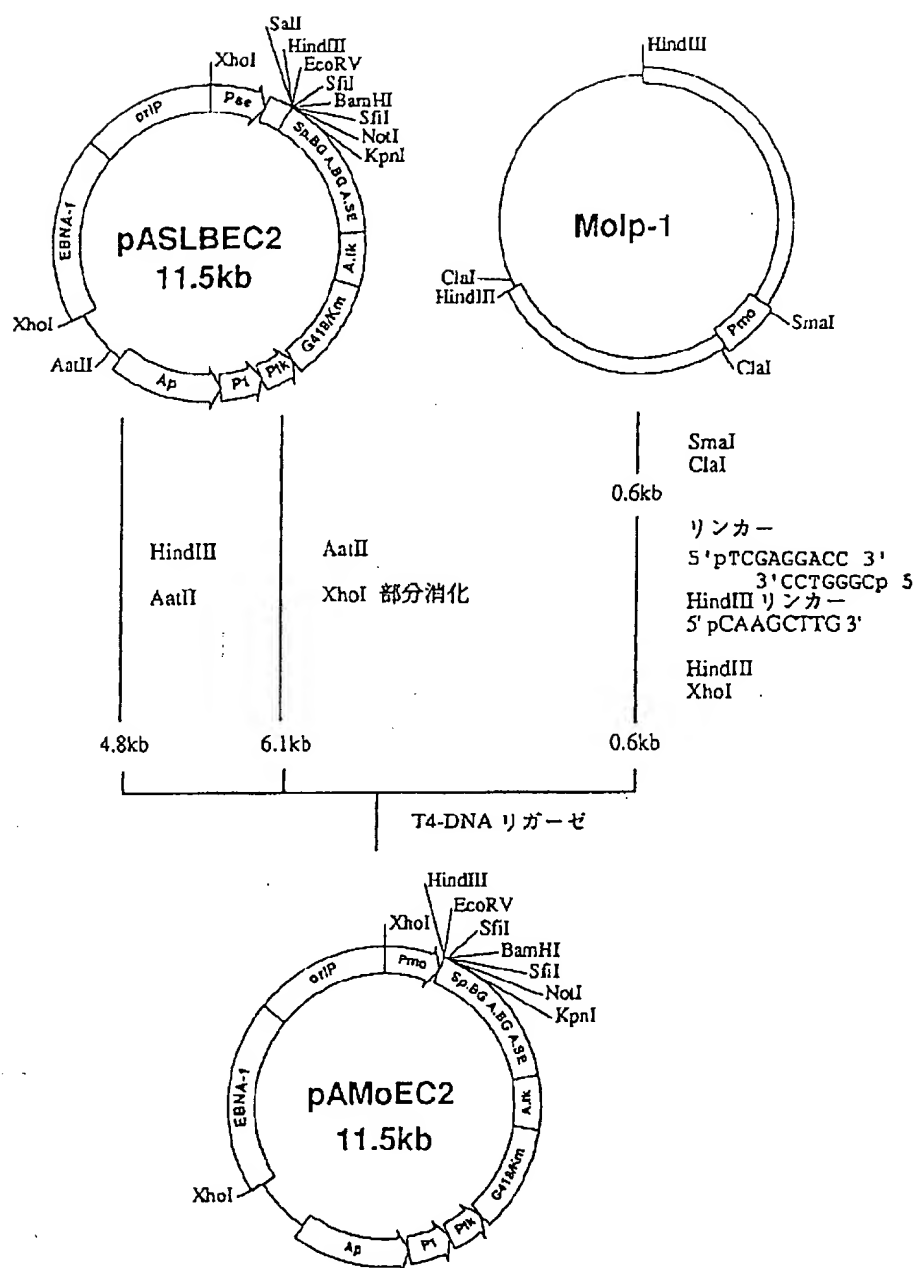 SalI
HindIII
EcoRV
SfiI
BamHI
SfiI
NotI
KpnI
XhoI
oriP
Pse
Sp.BG A.BG A.SE
EBNA-1
pASLBEC2
11.5kb
A.tk
G418/Km
XhoI
AatII
Ap
P1
Ptk
HindIII
MoIp-1
ClaI
HindIII
Pmo
SmaI
ClaI
SmaI
ClaI
0.6kb
リンカー
5'pTCGAGGACC 3'
3'CCTGGGCp 5
HindIII リンカー
5' pCAAGCTTG 3'
HindIII
XhoI
HindIII
AatII
AatII
XhoI 部分消化
4.8kb
6.1kb
0.6kb
T4-DNA リガーゼ
HindIII
EcoRV
SfiI
BamHI
SfiI
NotI
KpnI
XhoI
oriP
Pmo
Sp.BG A.BG A.SE
EBNA-1
pAMoEC2
11.5kb
A.tk
G418/Km
XhoI
Ap
P1
Ptk